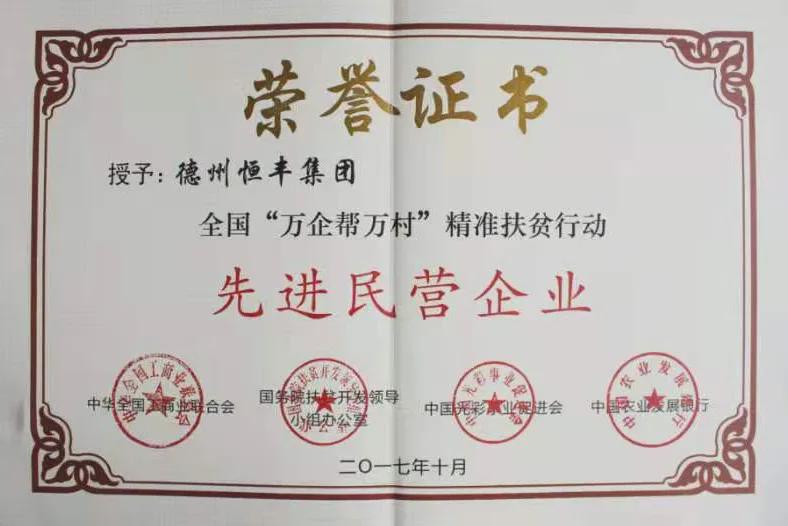 荣誉证书
授予：德州恒丰集团
全国“万企帮万村”精准扶贫行动
先进民营企业
中华全国工商业联合会
国务院扶贫开发领导
小组办公室
中国光彩事业促进会
中国农业发展银行
二〇一七年十月